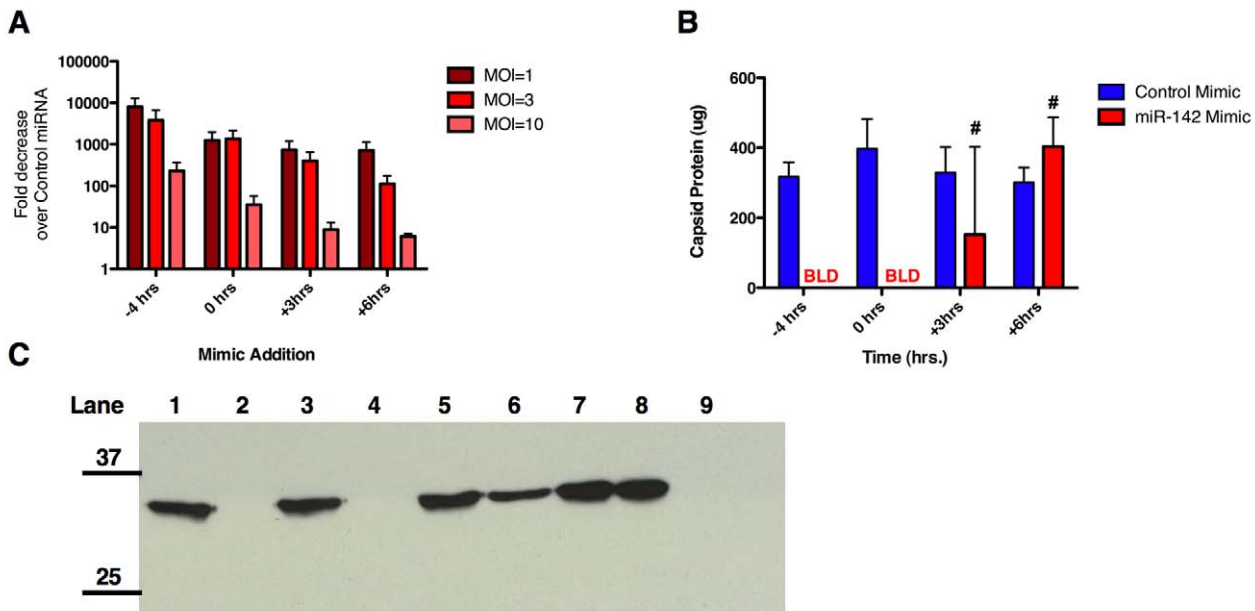 A
100000
10000
1000
100
10
1
Fold decrease
over Control miRNA
-4 hrs
0 hrs
+3hrs
+6hrs
Mimic Addition
MOI=1
MOI=3
MOI=10
B
600
400
200
0
Capsid Protein (ug)
BLD
BLD
#
#
-4 hrs
0 hrs
+3hrs
+6hrs
Time (hrs.)
Control Mimic
miR-142 Mimic
C
Lane 1 2 3 4 5 6 7 8 9
37
25